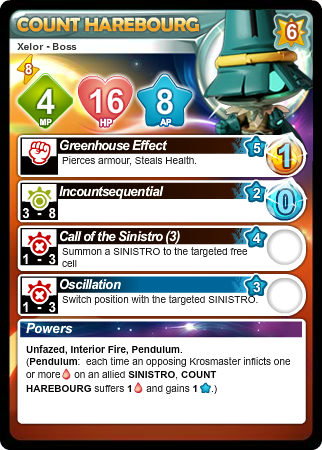 COUNT HAREBOURG
6
Xelor - Boss
8
4
MP
16
HP
8
AP
Greenhouse Effect
5
1
Pierces armour, Steals Health.
Incountsequential
2
0
3 - 8
Call of the Sinistro (3)
4
1 - 3
Summon a SINISTRO to the targeted free
cell
Oscillation
3
1 - 3
Switch position with the targeted SINISTRO.
Powers
Unfazed, Interior Fire, Pendulum.
(Pendulum: each time an opposing Krosmaster inflicts one
or more on an allied SINISTRO, COUNT
HAREBOURG suffers 1 and gains 1 .)